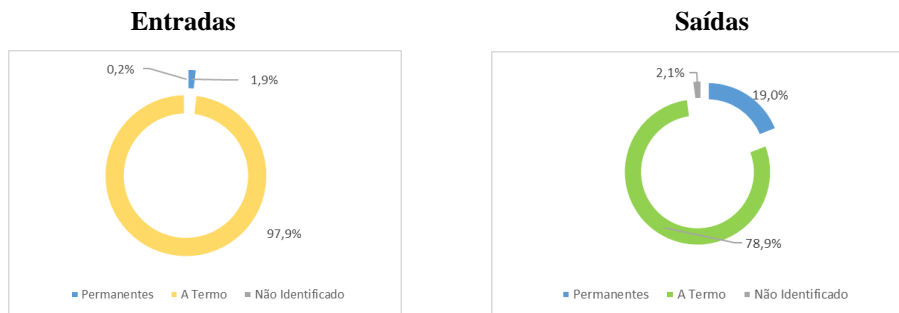 Entradas
0,2%
1,9%
97,9%
Permanentes A Termo Não Identificado
Saídas
2,1%
19,0%
78,9%
Permanentes A Termo Não Identificado